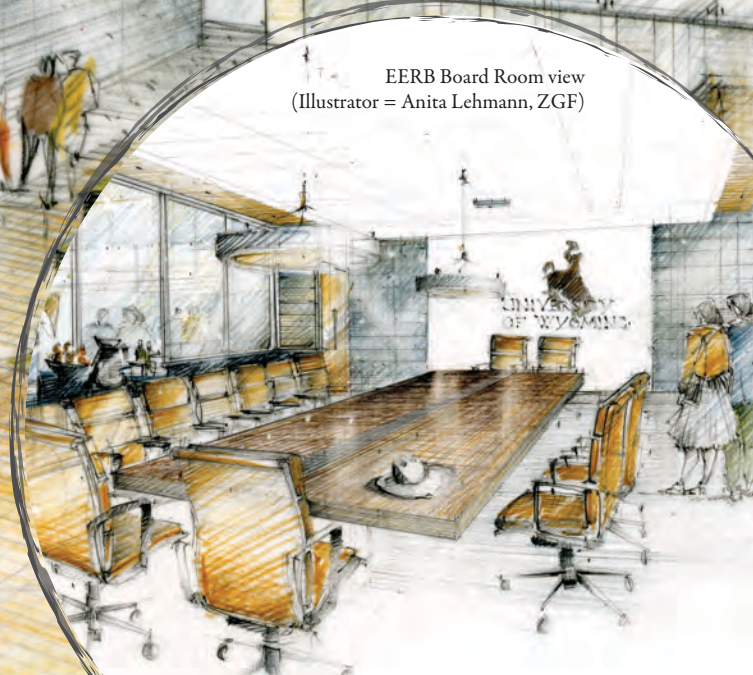 EERB Board Room view
(Illustrator = Anita Lehmann, ZGF)
UNIVERSITY
OF WYOMING